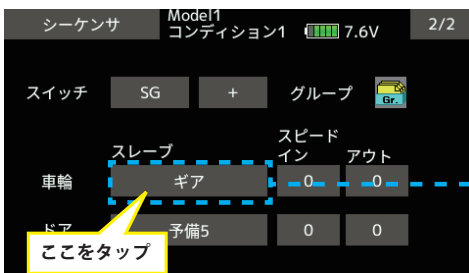 シーケンサ Model1 コンディション1 7.6V 2/2
スイッチ SG + グループ Gr.
スピード
スレーブ イン アウト
車輪 ギア 0 0
ドア 予備5 0 0
ここをタップ